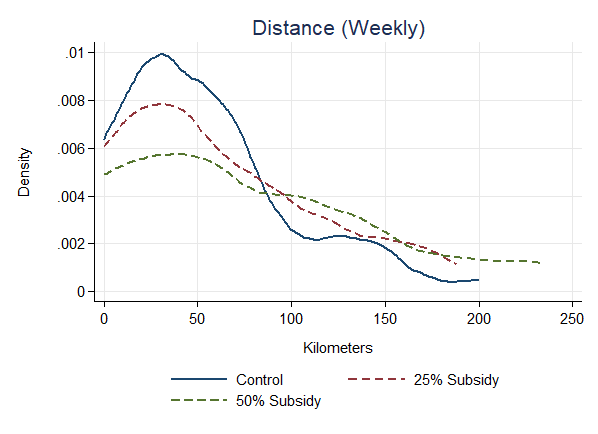 Distance (Weekly)
.01
.008
.006
.004
.002
0
Density
0 50 100 150 200 250
Kilometers
Control 25% Subsidy
50% Subsidy